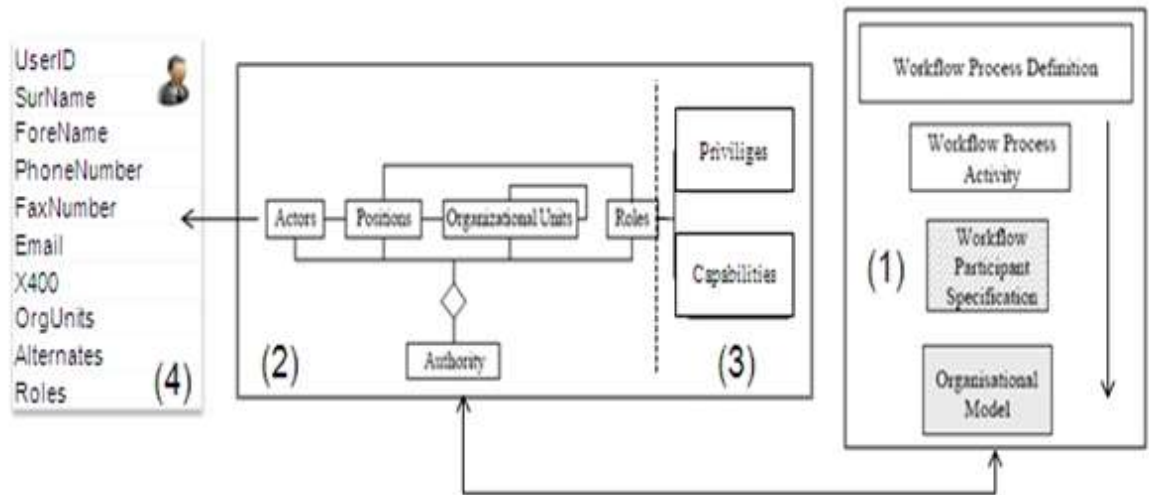 UserID
SurName
ForeName
PhoneNumber
FaxNumber
Email
X400
OrgUnits
Alternates
Roles
(4)
Actors
Positions
Organizational Units
Roles
Authority
(2)
Priviliges
Capabilities
(3)
Workflow Process Definition
Workflow Process
Activity
(1)
Workflow
Participant
Specification
Organisational
Model